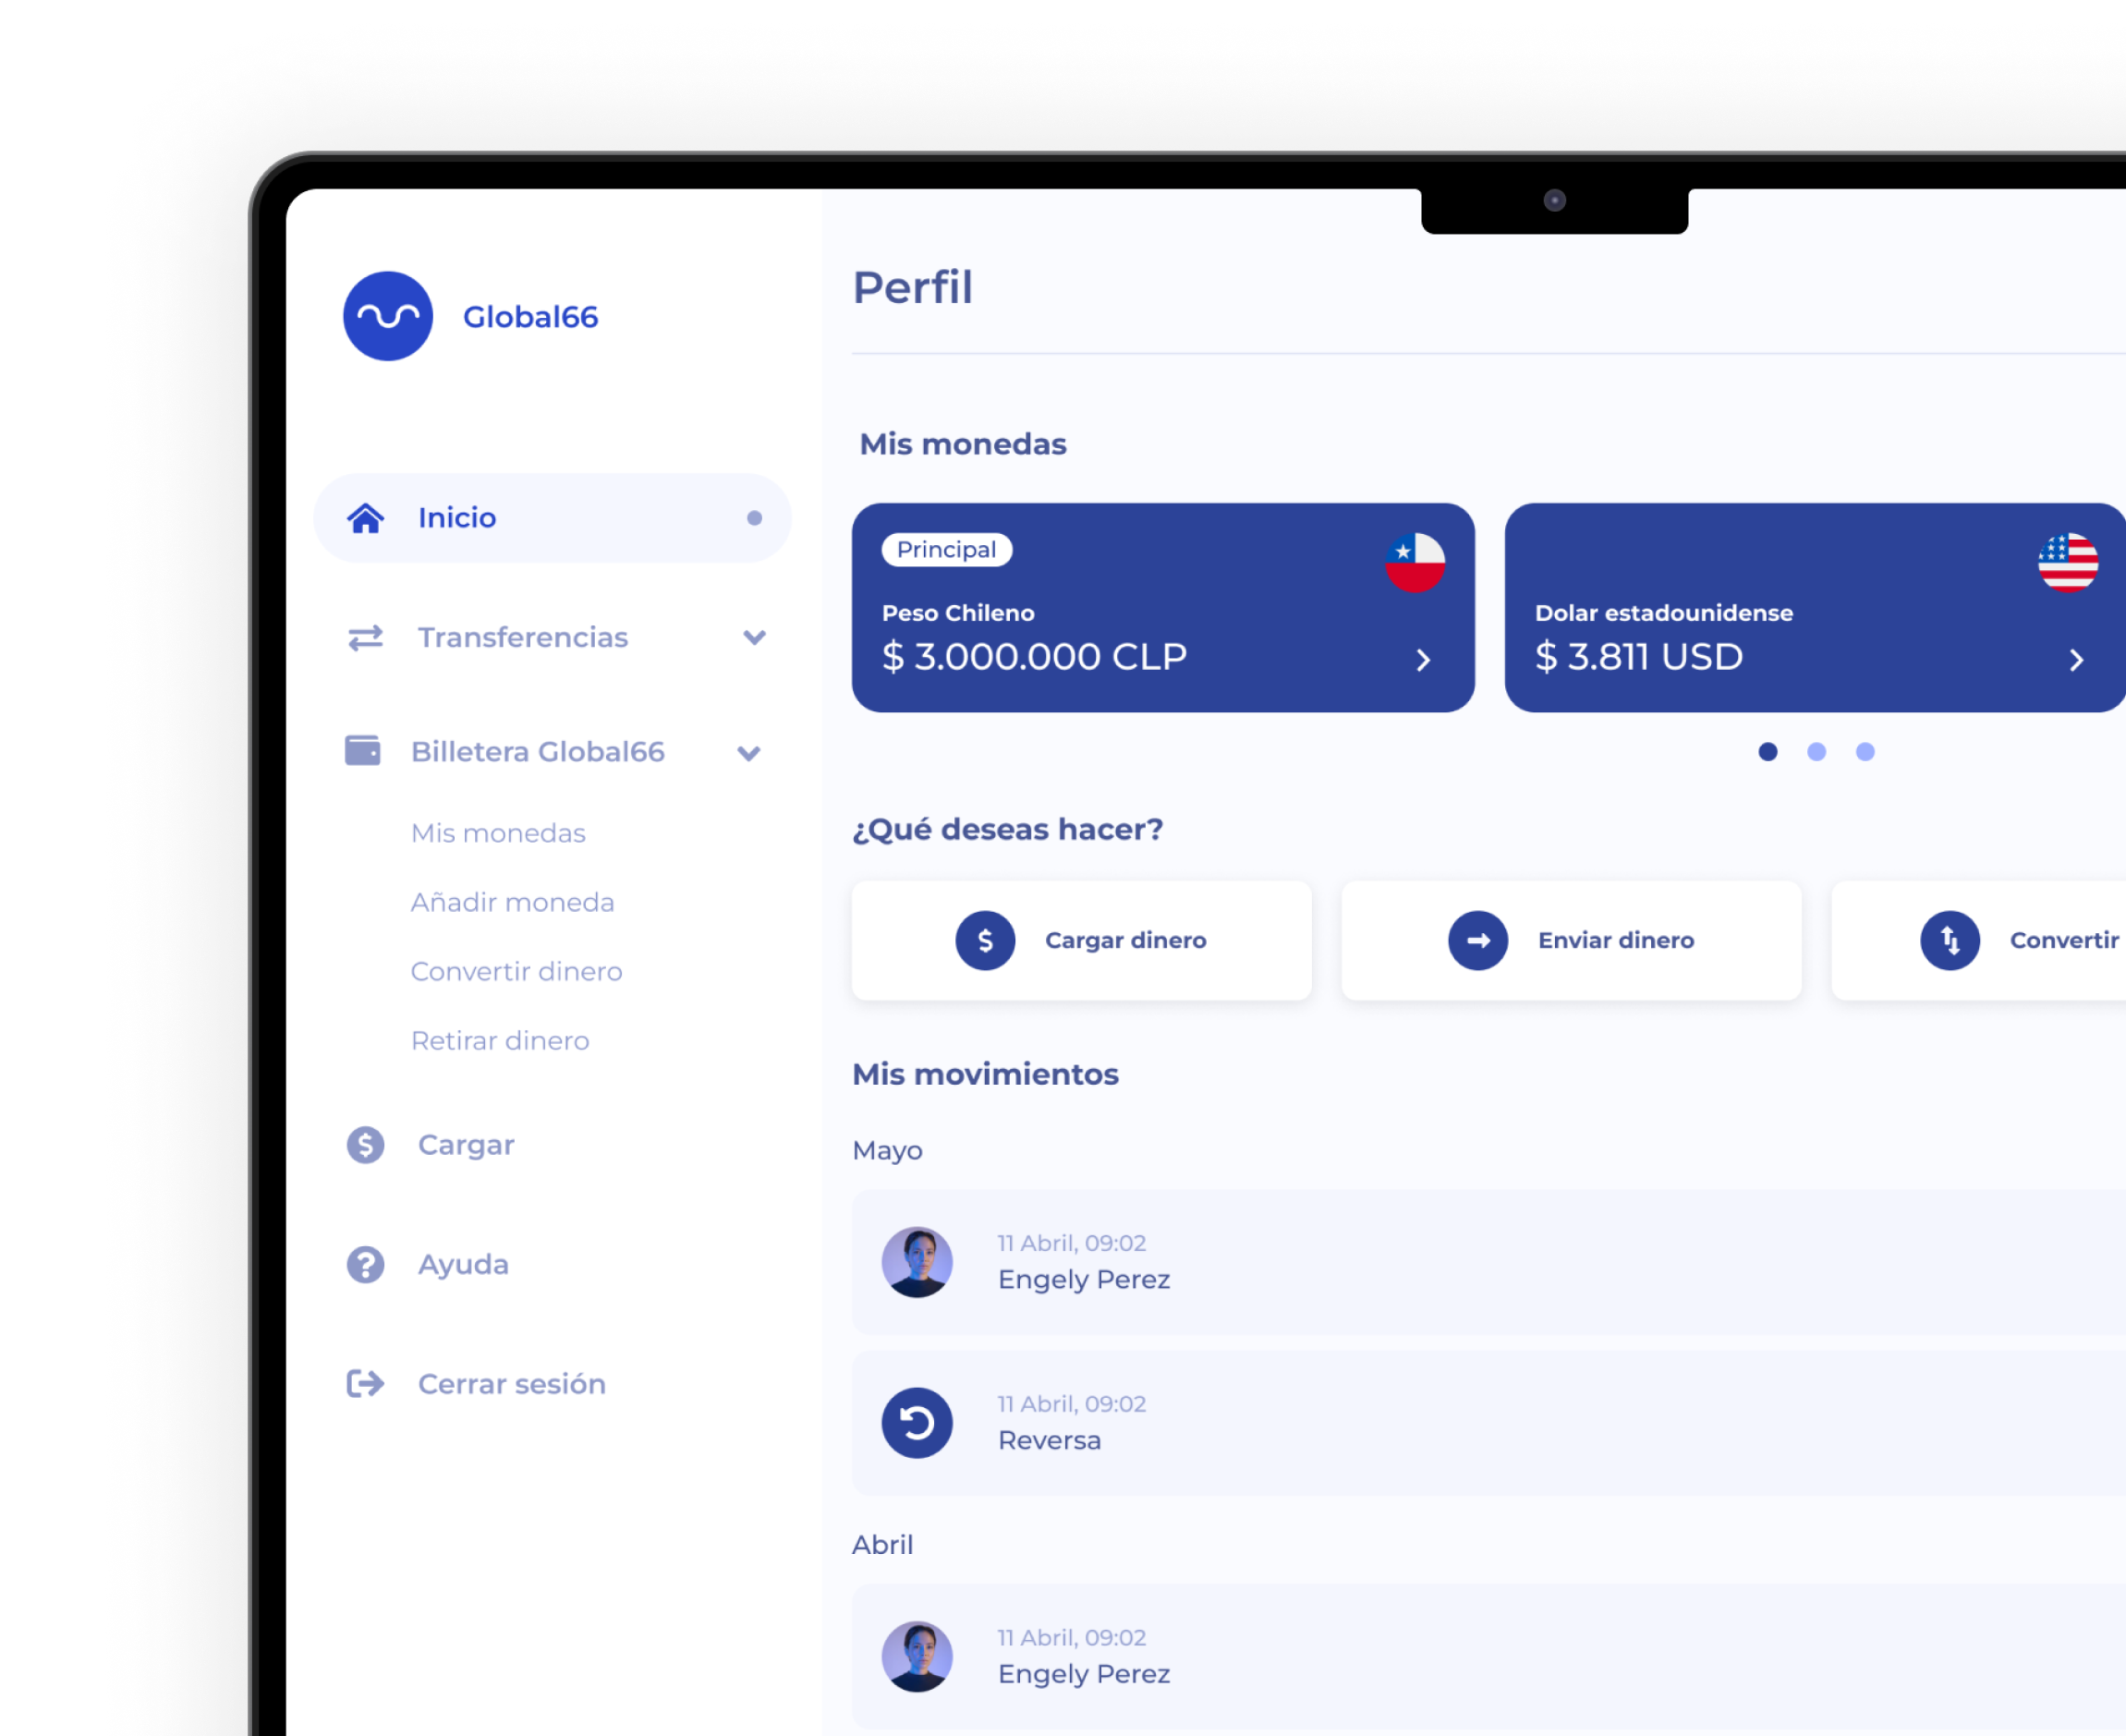 Global66
Inicio
Transferencias
Billetera Global66
Mis monedas
Añadir moneda
Convertir dinero
Retirar dinero
Cargar
Ayuda
Cerrar sesión
Perfil
Mis monedas
Principal
Peso Chileno
$ 3.000.000 CLP
Dolar estadounidense
$ 3.811 USD
¿Qué deseas hacer?
Cargar dinero
Enviar dinero
Convertir
Mis movimientos
Mayo
11 Abril, 09:02
Engely Perez
11 Abril, 09:02
Reversa
Abril
11 Abril, 09:02
Engely Perez